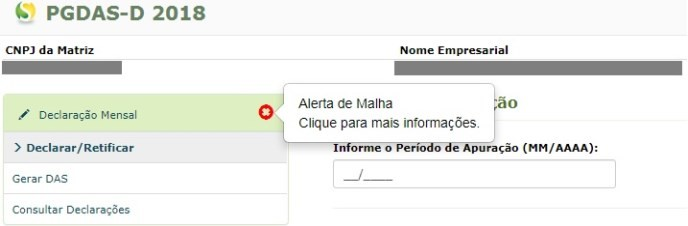 PGDAS-D 2018
CNPJ da Matriz
Nome Empresarial
Declaração Mensal
Alerta de Malha
Clique para mais informações.
ção
> Declarar/Retificar
Informe o Período de Apuração (MM/AAAA):
__/____
Gerar DAS
Consultar Declarações